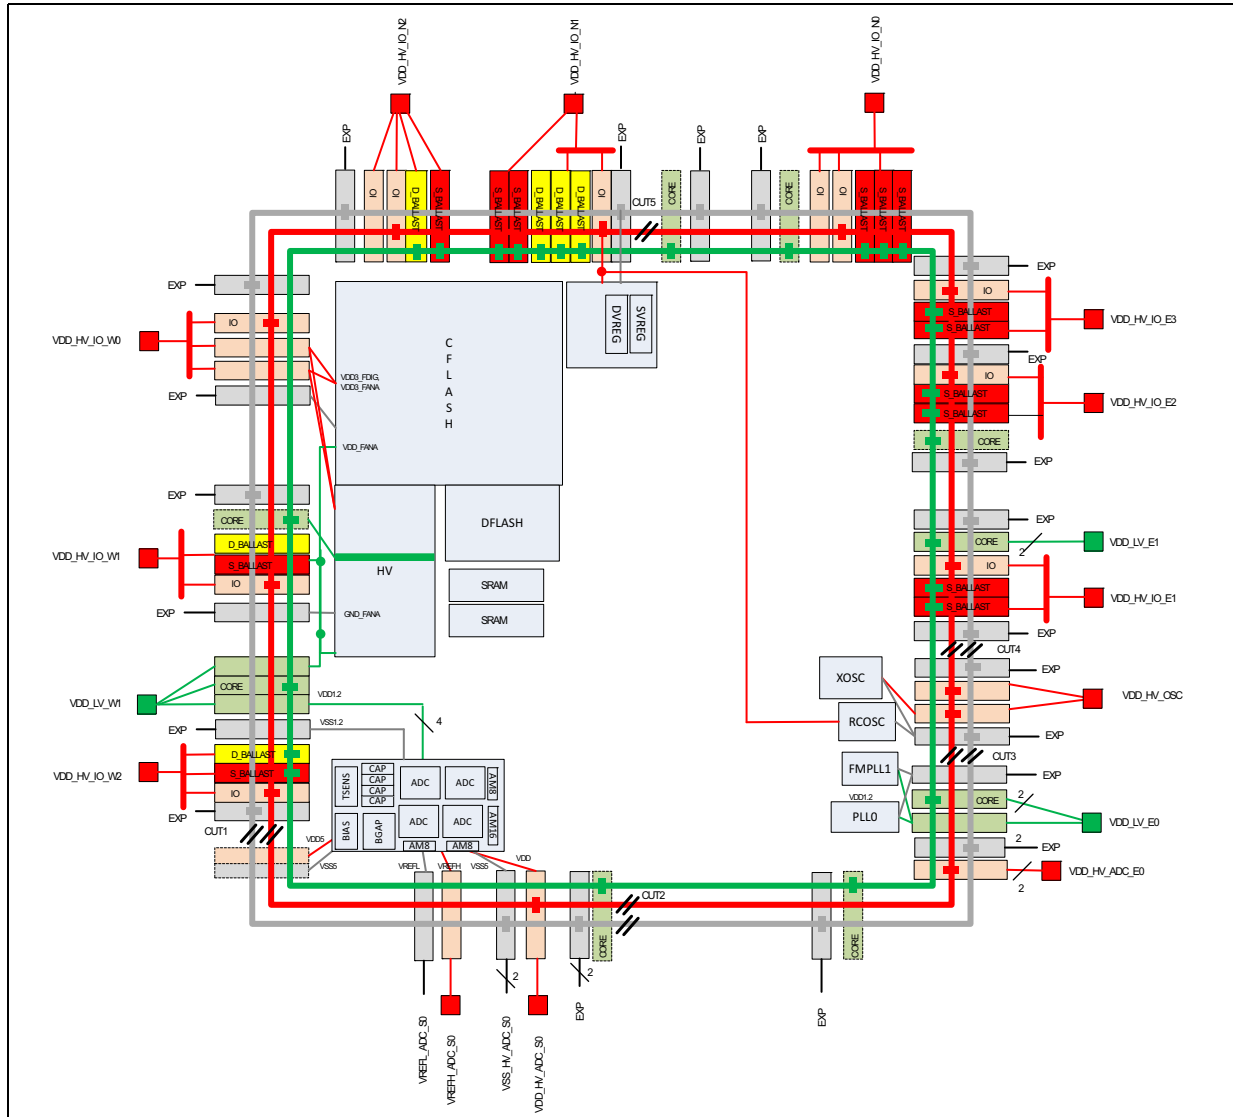 VDD_HV_IO_N2
VDD_HV_IO_N1
VDD_HV_IO_N0
EXP
EXP
EXP
EXP
IO
IO
D_BALLAST
S_BALLAST
S_BALLAST
S_BALLAST
D_BALLAST
D_BALLAST
D_BALLAST
IO
CUT5
CORE
CORE
IO
IO
S_BALLAST
S_BALLAST
S_BALLAST
EXP
IO
VDD_HV_IO_W0
EXP
VDD3_FDIG,
VDD3_FANA
VDD_FANA
CFLASH
DVREG
SVREG
EXP
IO
S_BALLAST
S_BALLAST
VDD_HV_IO_E3
EXP
IO
S_BALLAST
S_BALLAST
VDD_HV_IO_E2
CORE
EXP
EXP
CORE
D_BALLAST
S_BALLAST
IO
VDD_HV_IO_W1
EXP
HV
GND_FANA
DFLASH
SRAM
SRAM
EXP
CORE
2
VDD_LV_E1
IO
S_BALLAST
S_BALLAST
VDD_HV_IO_E1
EXP
CUT4
CORE
VDD_LV_W1
VDD1.2
VSS1.2
4
EXP
XOSC
RCOSC
EXP
VDD_HV_OSC
EXP
CUT3
D_BALLAST
S_BALLAST
IO
VDD_HV_IO_W2
EXP
CUT1
VDD5
VSS5
TSENS
CAP
CAP
CAP
CAP
ADC
ADC
AM8
BIAS
BGAP
ADC
ADC
AM16
AM8
AM8
FMPLL1
VDD1.2
PLL0
EXP
CORE
2
VDD_LV_E0
2
EXP
2
VDD_HV_ADC_E0
VREFL
VREFH
VSS5
VDD
CUT2
CORE
CORE
2
2
EXP
EXP
VREFL_ADC_S0
VREFH_ADC_S0
VSS_HV_ADC_S0
VDD_HV_ADC_S0